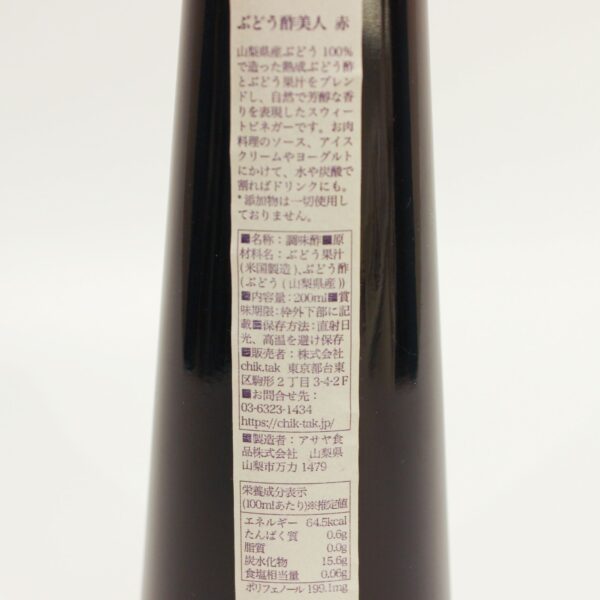 ぶどう酢美人 赤
山梨県産ぶどう 100%
で造った熟成ぶどう酢
とぶどう果汁をブレン
ドし、自然で芳醇な香
りを表現したスウィー
トビネガーです。お肉
料理のソース、アイス
クリームやヨーグルト
にかけて、水や炭酸で
割ればドリンクにも。
*添加物は一切使用し
ておりません。
■名称：調味酢■原
材料名：ぶどう果汁
(米国製造)、ぶどう酢
(ぶどう(山梨県産))
■内容量：200ml■賞
味期限：枠外下部に記
載■保存方法：直射日
光、高温を避け保存
■販売者：株式会社
chik.tak 東京都台東
区駒形2丁目3-4-2F
■お問合せ先：
03-6323-1434
https://chik-tak.jp/
■製造者：アサヤ食
品株式会社 山梨県
山梨市万力 1479
栄養成分表示
(100mlあたり)※推定値
エネルギー 64.5kcal
たんぱく質 0.6g
脂質 0.0g
炭水化物 15.6g
食塩相当量 0.06g
ポリフェノール 199.1mg